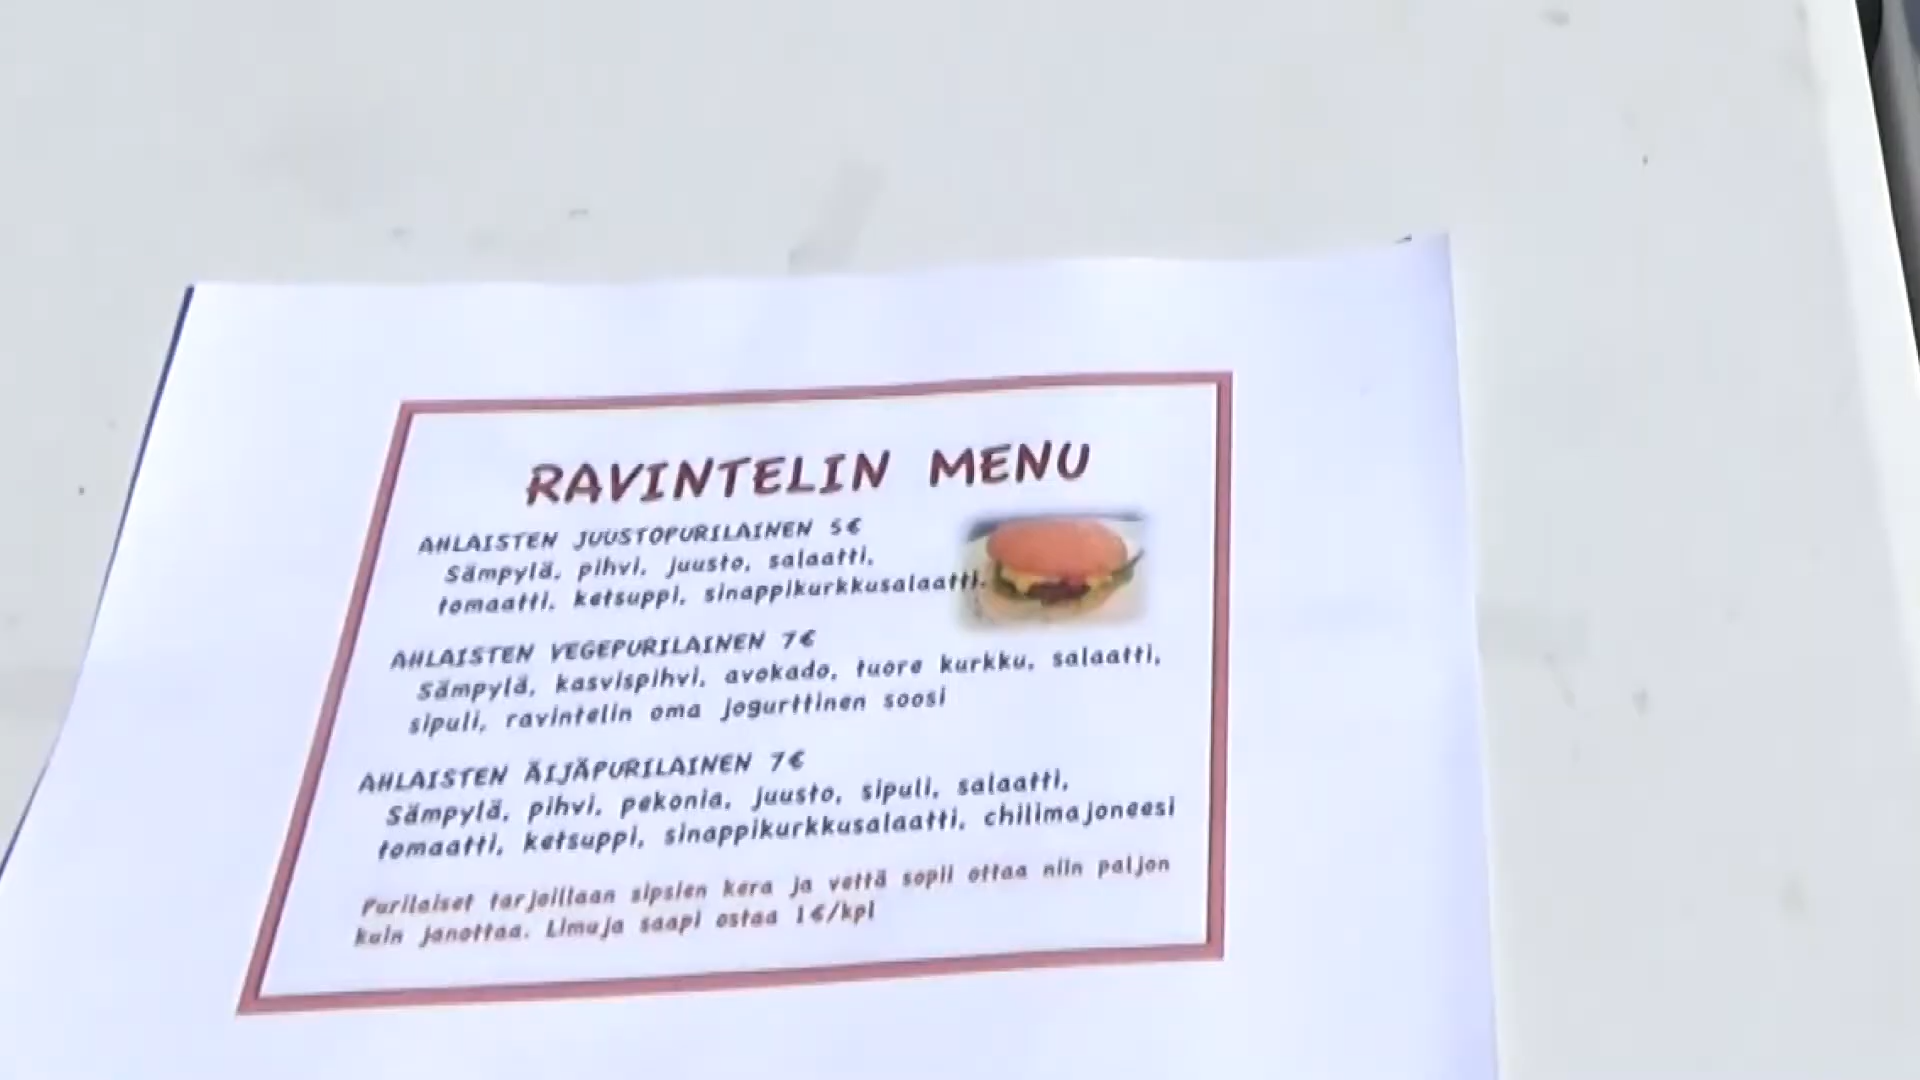 RAVINTELIN MENU
AHLAISTEN JUUSTOPURILAINEN 5€
Sämpylä, pihvi, juusto, salaatti,
tomaatti, ketsuppi, sinappikurkkusalaatti.
AHLAISTEN VEGEPURILAINEN 7€
Sämpylä, kasvispihvi, avokado, tuore kurkku, salaatti,
sipuli, ravintelin oma jogurttinen soosi
AHLAISTEN ÄIJÄPURILAINEN 7€
Sämpylä, pihvi, pekonia, juusto, sipuli, salaatti,
tomaatti, ketsuppi, sinappikurkkusalaatti, chilimajoneesi
Purilaiset tarjoillaan sipsien kera ja vettä sopii ottaa niin paljon
kuin janottaa. Limuja saapi ostaa 1€/kpl